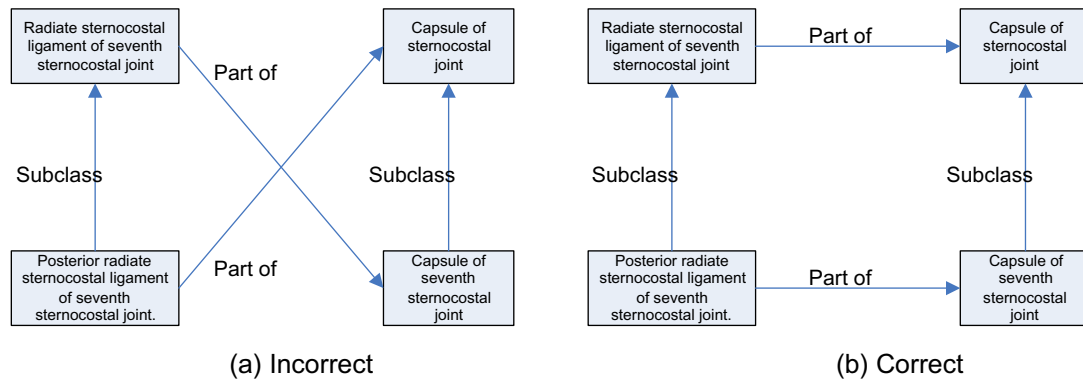 Radiate sternocostal
ligament of seventh
sternocostal joint
Capsule of
sternocostal
joint
Part of
Subclass
Subclass
Part of
Posterior radiate
sternocostal ligament
of seventh
sternocostal joint.
Capsule of
seventh
sternocostal
joint
(a) Incorrect
Radiate sternocostal
ligament of seventh
sternocostal joint
Part of
Capsule of
sternocostal
joint
Subclass
Subclass
Posterior radiate
sternocostal ligament
of seventh
sternocostal joint.
Part of
Capsule of
seventh
sternocostal
joint
(b) Correct